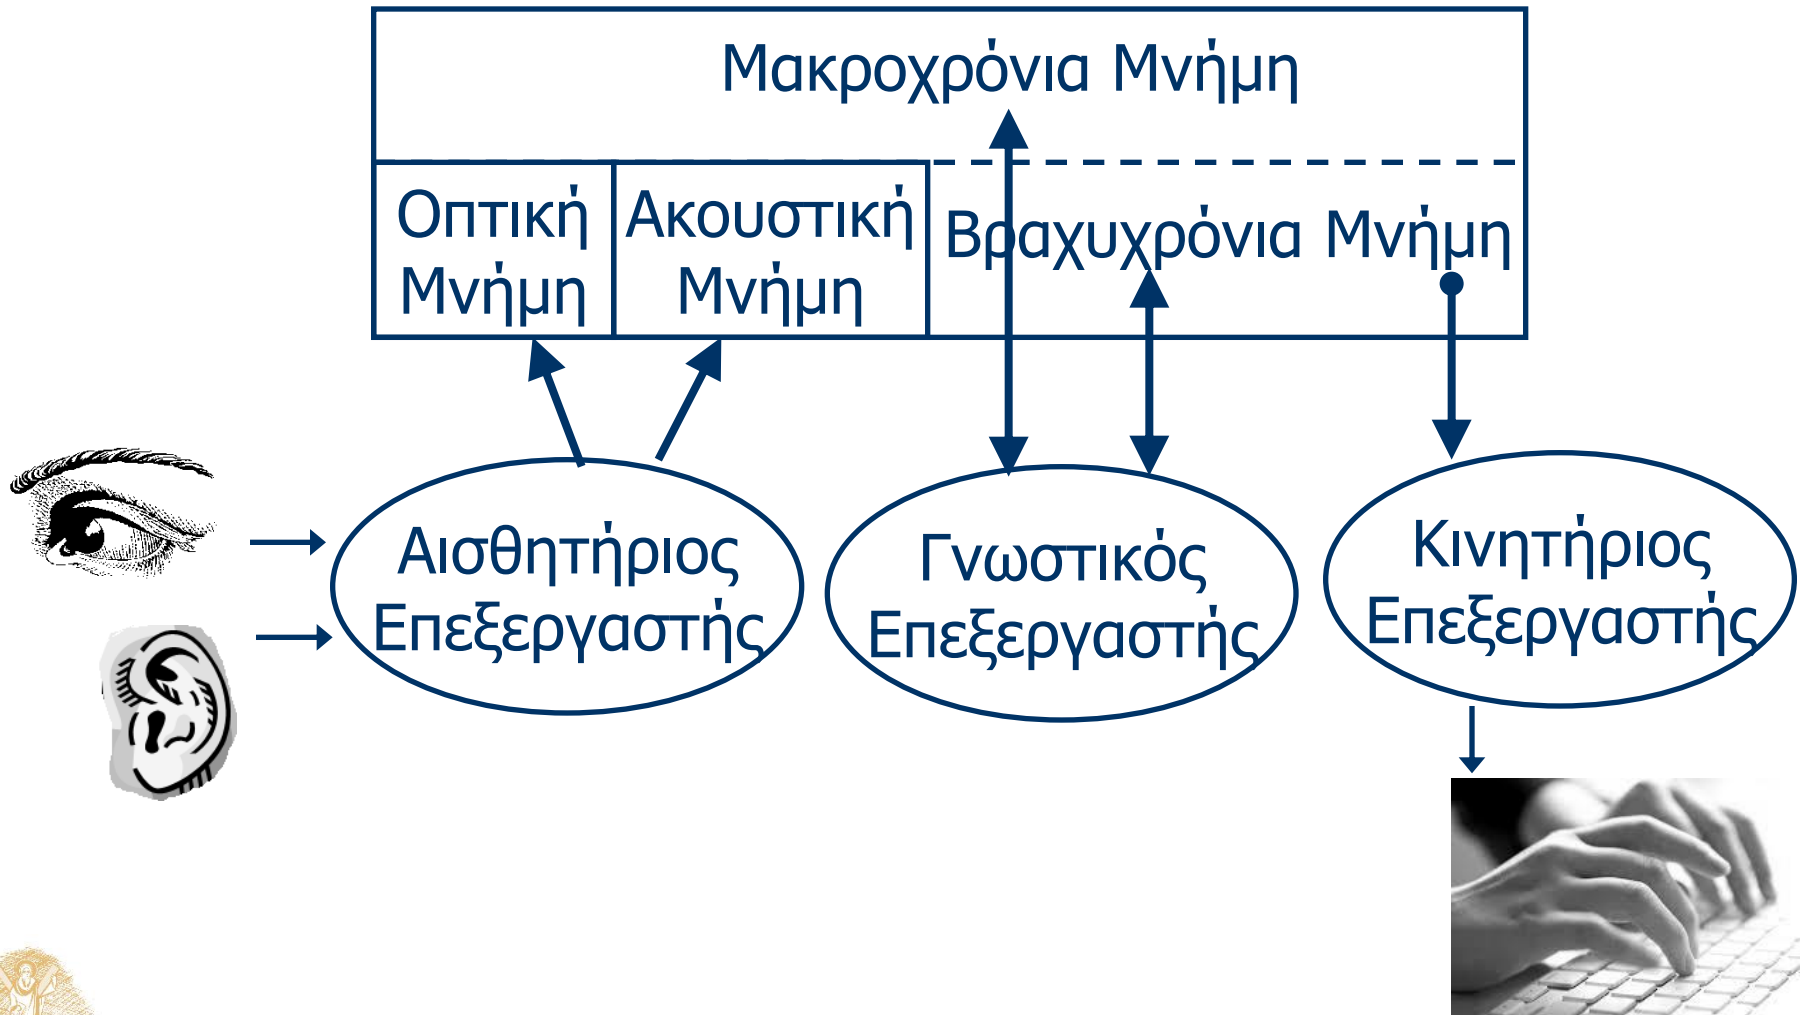 Μακροχρόνια Μνήμη
Οπτική
Μνήμη
Ακουστική
Μνήμη
Βραχυχρόνια Μνήμη
Αισθητήριος
Επεξεργαστής
Γνωστικός
Επεξεργαστής
Κινητήριος
Επεξεργαστής